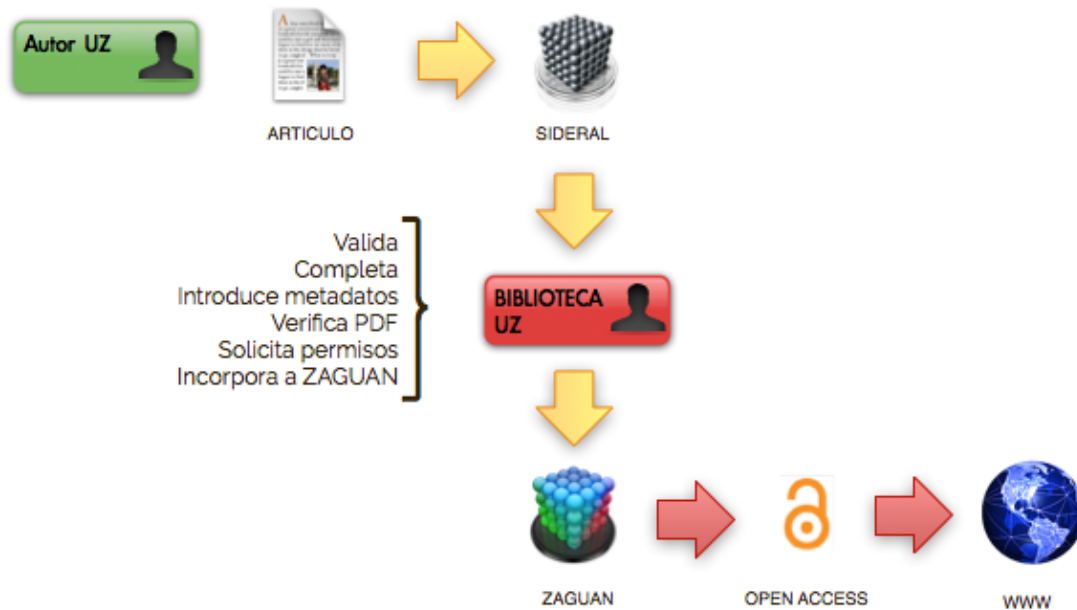 Autor UZ
ARTICULO
SIDERAL
Valida
Completa
Introduce metadatos
Verifica PDF
Solicita permisos
Incorpora a ZAGUAN
BIBLIOTECA
UZ
ZAGUAN
OPEN ACCESS
WWW